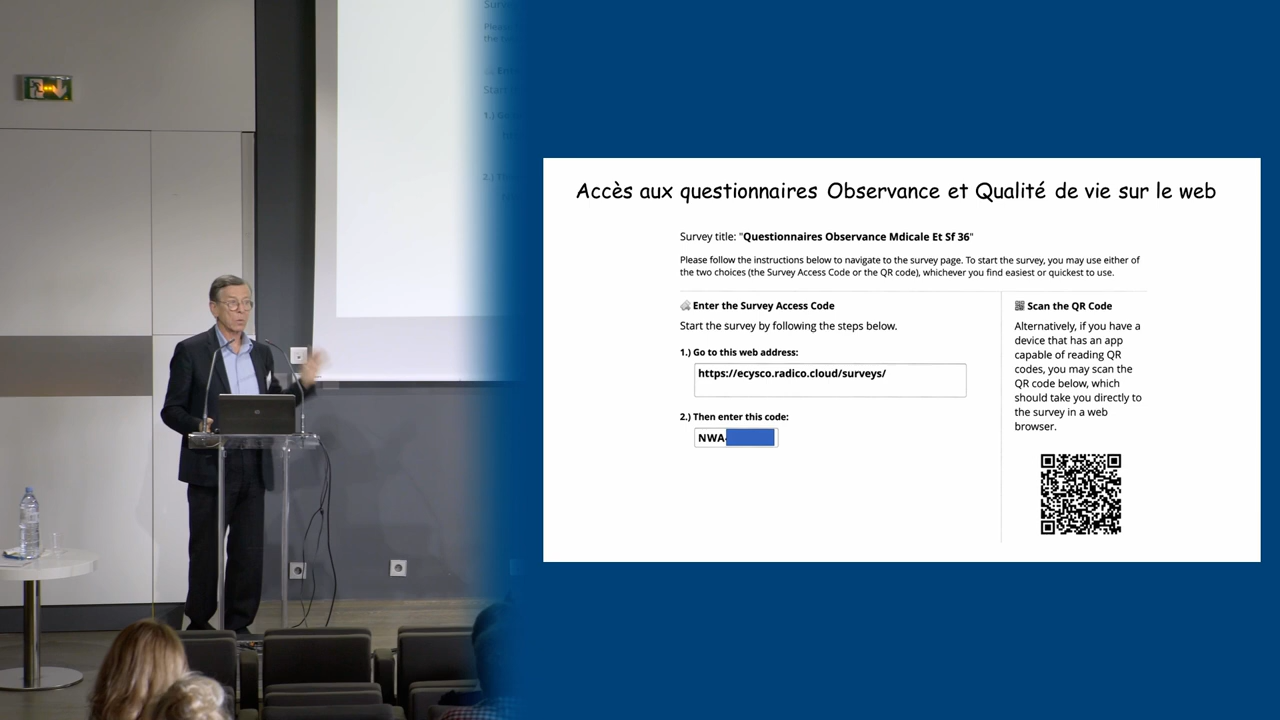 Accès aux questionnaires Observance et Qualité de vie sur le web
Survey title: "Questionnaires Observance Mdicale Et Sf 36"
Please follow the instructions below to navigate to the survey page. To start the survey, you may use either of
the two choices (the Survey Access Code or the QR code), whichever you find easiest or quickest to use.
Enter the Survey Access Code
Start the survey by following the steps below.
1.) Go to this web address:
https://ecysco.radico.cloud/surveys/
2.) Then enter this code:
NWA
Scan the QR Code
Alternatively, if you have a
device that has an app
capable of reading QR
codes, you may scan the
QR code below, which
should take you directly to
the survey in a web
browser.